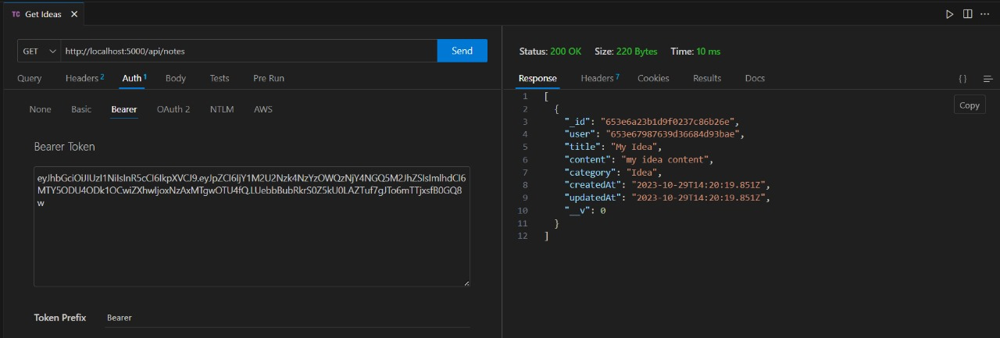 TC Get Ideas
GET http://localhost:5000/api/notes Send
Query Headers 2 Auth 1 Body Tests Pre Run
None Basic Bearer OAuth 2 NTLM AWS
Bearer Token
eyJhbGciOiJIUzI1NiIsInR5cCI6IkpXVCJ9.eyJpZCI6IjY1M2U2Nzk4NzYzOWQzNjY4NGQ5M2JhZSIsImlhdCI6
MTY5ODU4ODk1OCwiZXhwIjoxNzAxMTgwOTU4fQ.LUebbBubRkrS0Z5kU0LAZTuf7gJTo6mTTjxsfB0GQ8
w
Token Prefix Bearer
Status: 200 OK Size: 220 Bytes Time: 10 ms
Response Headers 7 Cookies Results Docs { }
Copy
1 [
2 {
3 "_id": "653e6a23b1d9f0237c86b26e",
4 "user": "653e67987639d36684d93bae",
5 "title": "My Idea",
6 "content": "my idea content",
7 "category": "Idea",
8 "createdAt": "2023-10-29T14:20:19.851Z",
9 "updatedAt": "2023-10-29T14:20:19.851Z",
10 "__v": 0
11 }
12 ]